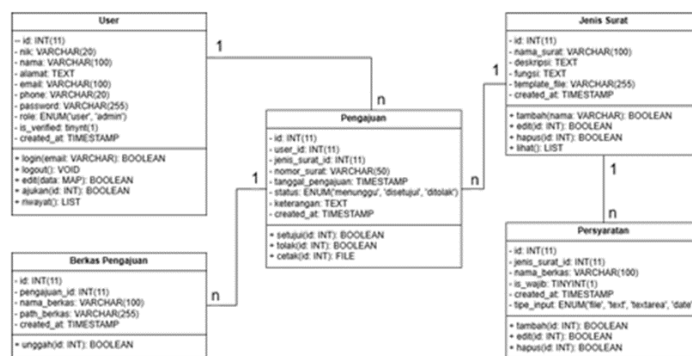 User
-- id: INT(11)
- nik: VARCHAR(20)
- nama: VARCHAR(100)
- alamat: TEXT
- email: VARCHAR(100)
- phone: VARCHAR(20)
- password: VARCHAR(255)
- role: ENUM('user', 'admin')
- is_verified: tinynt(1)
- created_at: TIMESTAMP
+ login(email: VARCHAR): BOOLEAN
+ logout(): VOID
+ edit(data: MAP): BOOLEAN
+ ajukan(id: INT): BOOLEAN
+ riwayat(): LIST
1
n
Pengajuan
- id: INT(11)
- user_id: INT(11)
- jenis_surat_id: INT(11)
- nomor_surat: VARCHAR(50)
- tanggal_pengajuan: TIMESTAMP
- status: ENUM('menunggu', 'disetujui', 'ditolak')
- keterangan: TEXT
- created_at: TIMESTAMP
+ setujui(id: INT): BOOLEAN
+ tolak(id: INT): BOOLEAN
+ cetak(id: INT): FILE
1
n
Jenis Surat
- id: INT(11)
- nama_surat: VARCHAR(100)
- deskripsi: TEXT
- fungsi: TEXT
- template_file: VARCHAR(255)
- created_at: TIMESTAMP
+ tambah(nama: VARCHAR): BOOLEAN
+ edit(id: INT): BOOLEAN
+ hapus(id: INT): BOOLEAN
+ lihat(): LIST
1
n
Berkas Pengajuan
- id: INT(11)
- pengajuan_id: INT(11)
- nama_berkas: VARCHAR(100)
- path_berkas: VARCHAR(255)
- created_at: TIMESTAMP
+ unggah(id: INT): BOOLEAN
1
n
Persyaratan
- id: INT(11)
- jenis_surat_id: INT(11)
- nama_berkas: VARCHAR(100)
- is_wajib: TINYINT(1)
- created_at: TIMESTAMP
- tipe_input: ENUM('file', 'text', 'textarea', 'date'
+ tambah(id: INT): BOOLEAN
+ edit(id: INT): BOOLEAN
+ hapus(id: INT): BOOLEAN